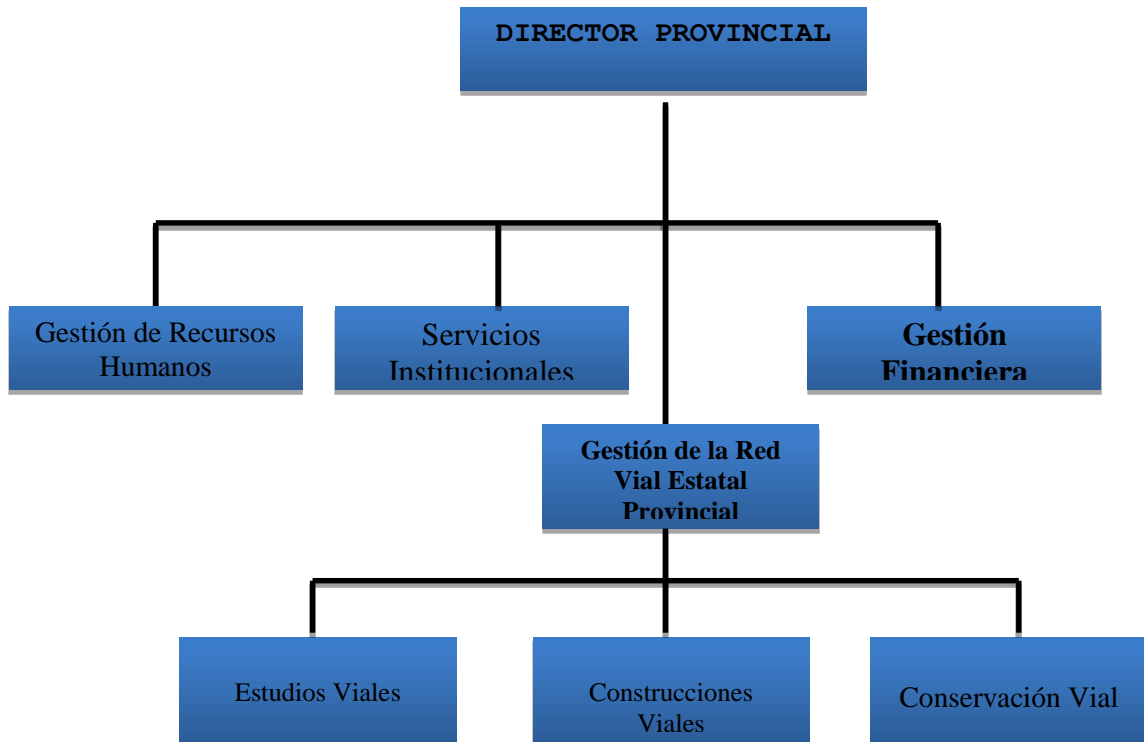 DIRECTOR PROVINCIAL
Gestión de Recursos
Humanos
Servicios
Institucionales
Gestión
Financiera
Gestión de la Red
Vial Estatal
Provincial
Estudios Viales
Construcciones
Viales
Conservación Vial